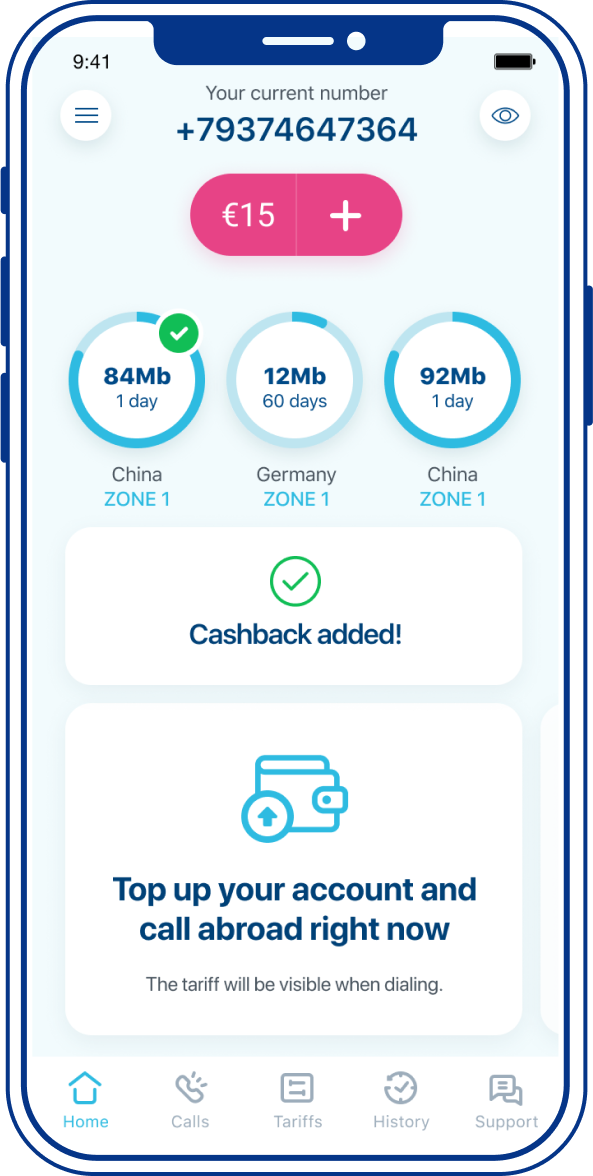 9:41
Your current number
+79374647364
€15 +
84Mb
1 day
12Mb
60 days
92Mb
1 day
China
ZONE 1
Germany
ZONE 1
China
ZONE 1
Cashback added!
Top up your account and
call abroad right now
The tariff will be visible when dialing.
Home
Calls
Tariffs
History
Support